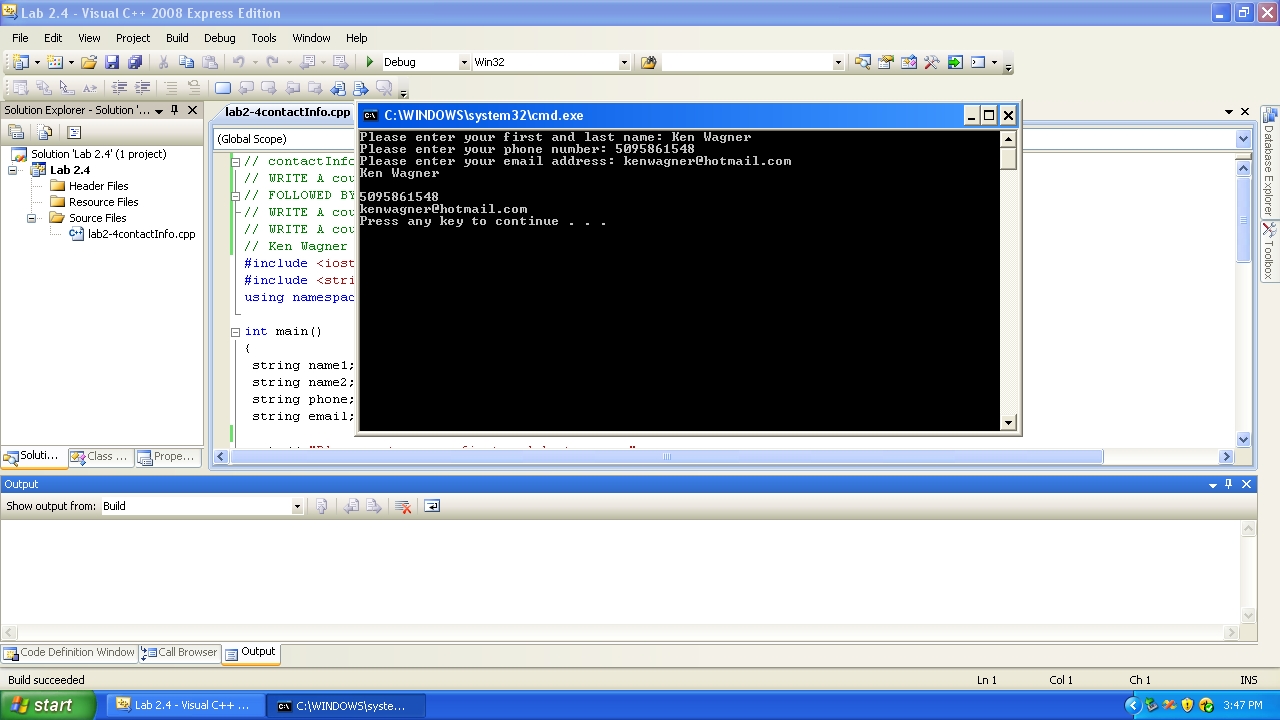 Lab 2.4 - Visual C++ 2008 Express Edition
File Edit View Project Build Debug Tools Window Help
Debug Win32
Solution Explorer - Solution '...
lab2-4contactInfo.cpp
C:\WINDOWS\system32\cmd.exe
(Global Scope)
Solution 'Lab 2.4' (1 project)
Lab 2.4
Header Files
Resource Files
Source Files
lab2-4contactInfo.cpp
// contactInfo
// WRITE A cou
// FOLLOWED BY
// WRITE A cou
// WRITE A cou
// Ken Wagner
#include <iost
#include <stri
using namespac
int main()
{
string name1;
string name2;
string phone;
string email;
Please enter your first and last name: Ken Wagner
Please enter your phone number: 5095861548
Please enter your email address: kenwagner@hotmail.com
Ken Wagner
5095861548
kenwagner@hotmail.com
Press any key to continue . . .
Database Explorer
Toolbox
Soluti... Class ... Prope...
Output
Show output from: Build
Code Definition Window Call Browser Output
Build succeeded Ln 1 Col 1 Ch 1 INS
start Lab 2.4 - Visual C++ ... C:\WINDOWS\syste... 3:47 PM